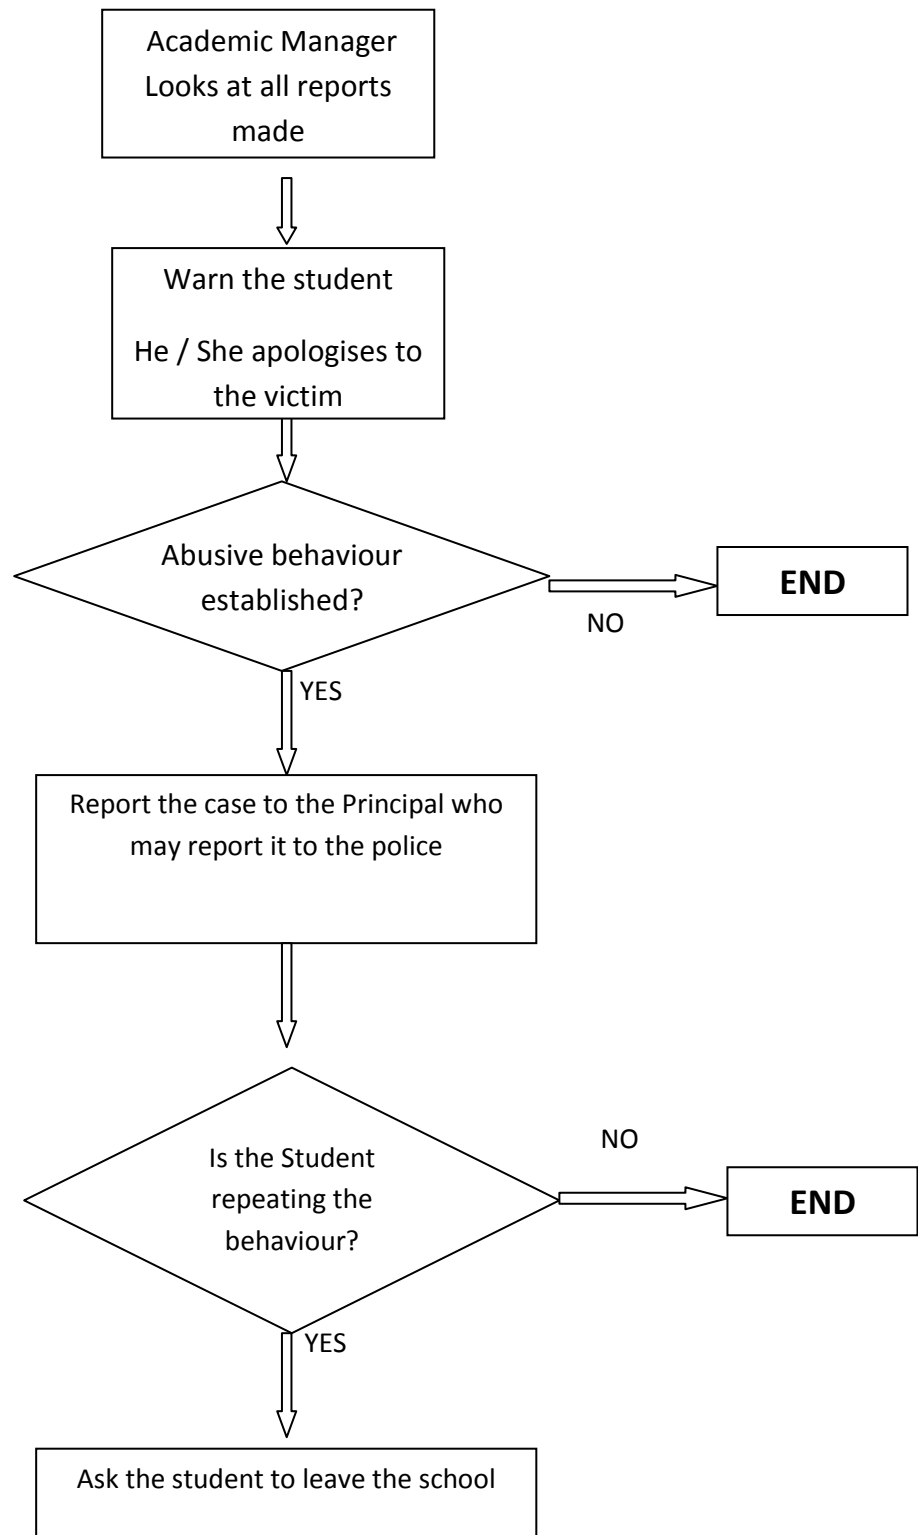 Academic Manager
Looks at all reports
made
Warn the student
He / She apologises to
the victim
Abusive behaviour
established?
END
NO
YES
Report the case to the Principal who
may report it to the police
NO
Is the Student
repeating the
behaviour?
END
YES
Ask the student to leave the school